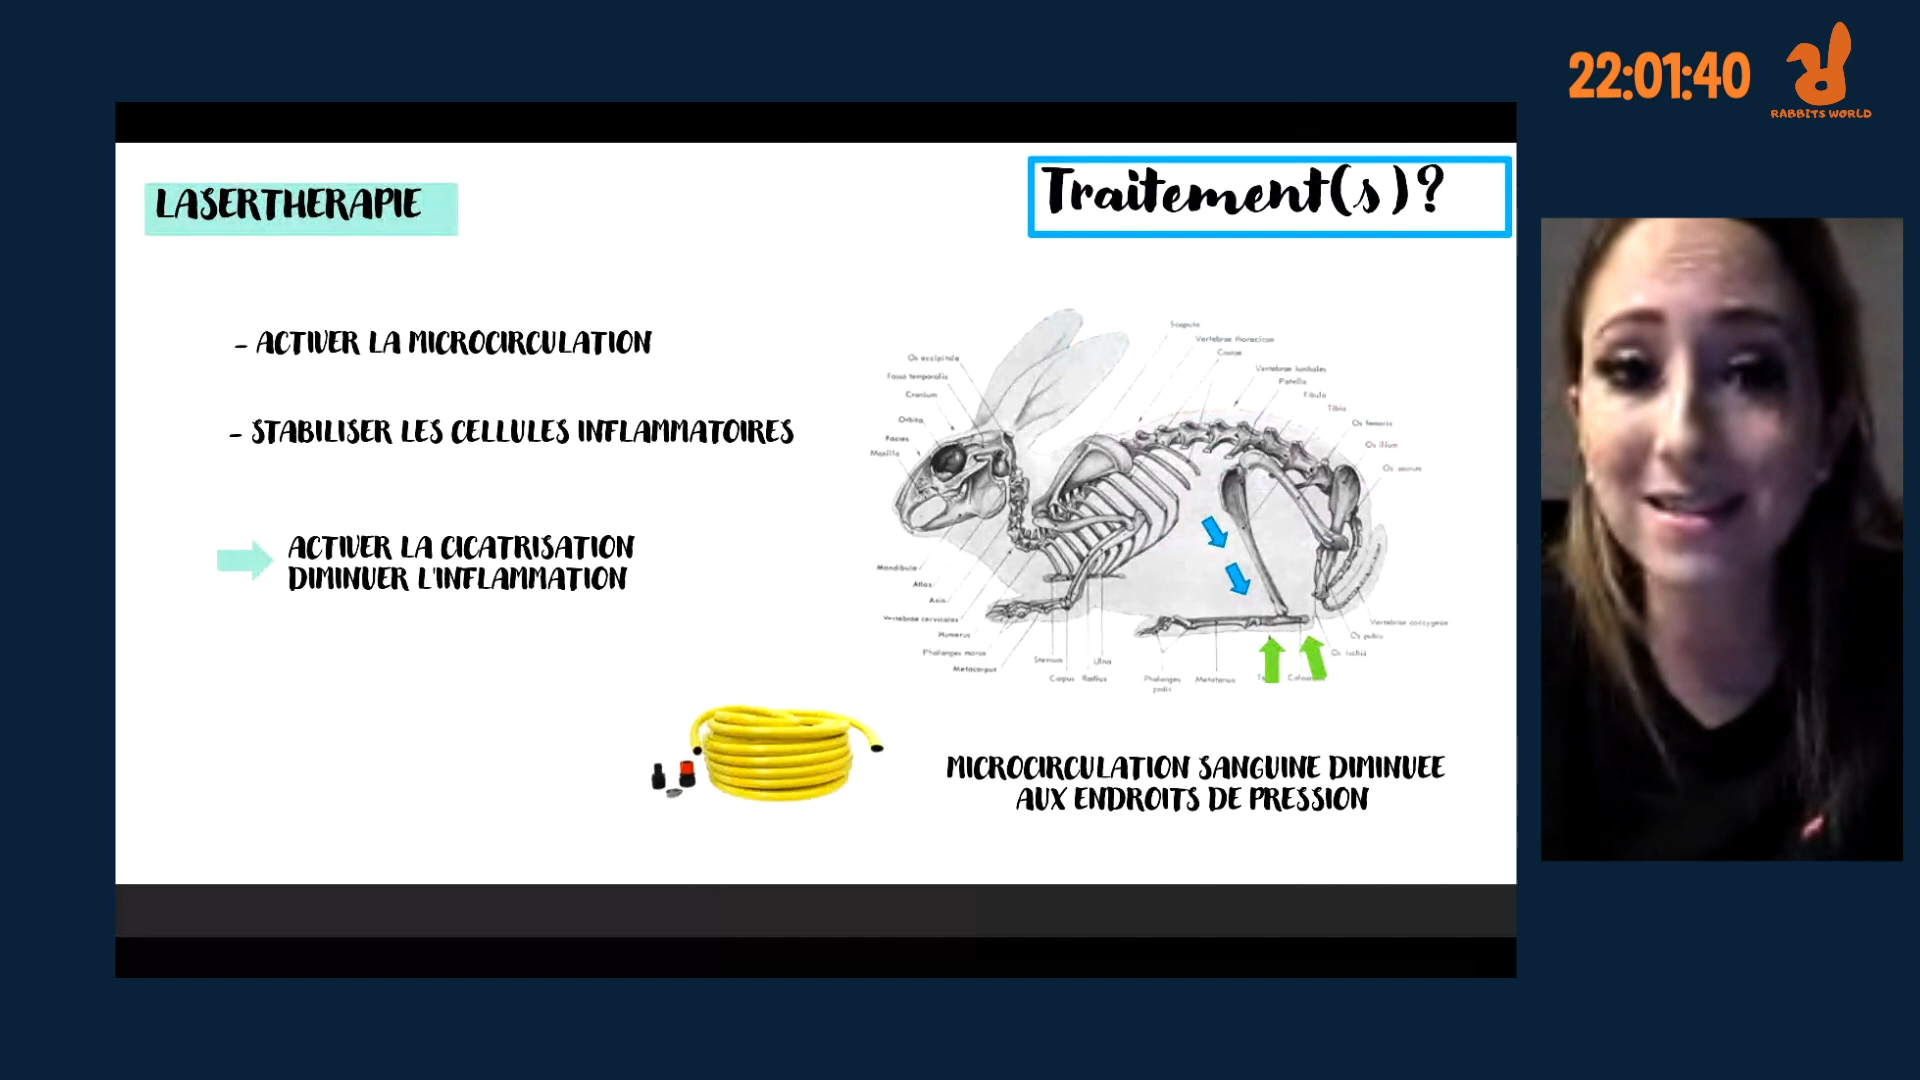 22:01:40
RABBITS WORLD
LASERTHERAPIE
Traitement(s)?
- ACTIVER LA MICROCIRCULATION
- STABILISER LES CELLULES INFLAMMATOIRES
ACTIVER LA CICATRISATION
DIMINUER L'INFLAMMATION
Scapula
Vertebrae thoracicae
Costae
Vertebrae lumbales
Patella
Fibula
Tibia
Os femoris
Os ilium
Os sacrum
Os occipitale
Fossa temporalis
Cranium
Orbita
Facies
Maxilla
Mandibula
Atlas
Axis
Vertebrae cervicales
Humerus
Phalanges manus
Metacarpus
Sternum
Carpus
Radius
Ulna
Phalanges
pedis
Metatarsus
Vertebrae coccygeae
Os pubis
Os ischii
MICROCIRCULATION SANGUINE DIMINUEE
AUX ENDROITS DE PRESSION